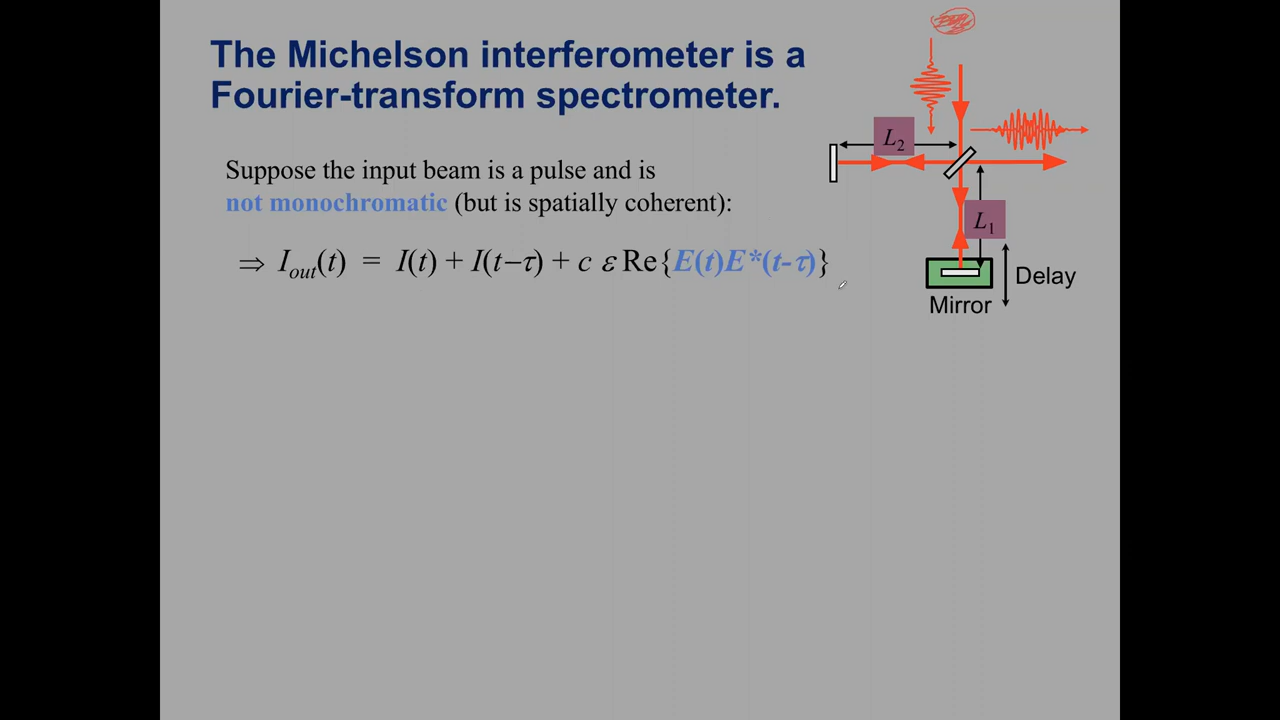 The Michelson interferometer is a
Fourier-transform spectrometer.
Suppose the input beam is a pulse and is
not monochromatic (but is spatially coherent):
⇒ I_out(t) = I(t) + I(t−τ) + c ε Re{E(t)E*(t-τ)}
L₂
L₁
Delay
Mirror